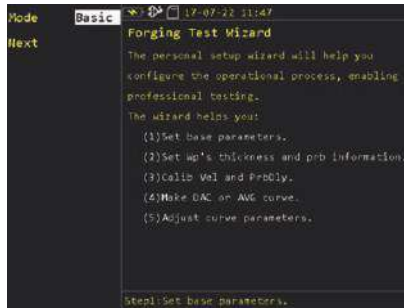 Mode Basic
Next
17-07-22 11:47
Forging Test Wizard
The personal setup wizard will help you
configure the operational process, enabling
professional testing.
The wizard helps you:
(1)Set base parameters.
(2)Set Wp's thickness and prb information.
(3)Calib Vel and PrbDly.
(4)Make DAC or AVG curve.
(5)Adjust curve parameters.
Step1:Set base parameters.